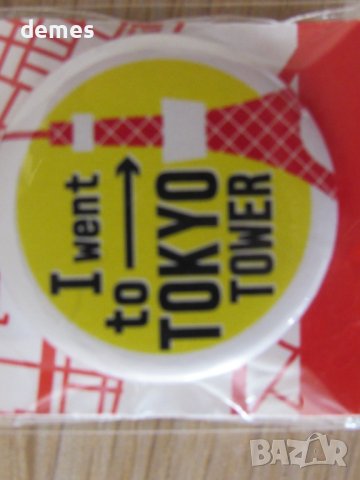 demes
I went
to →
TOKYO
TOWER
BAZAR